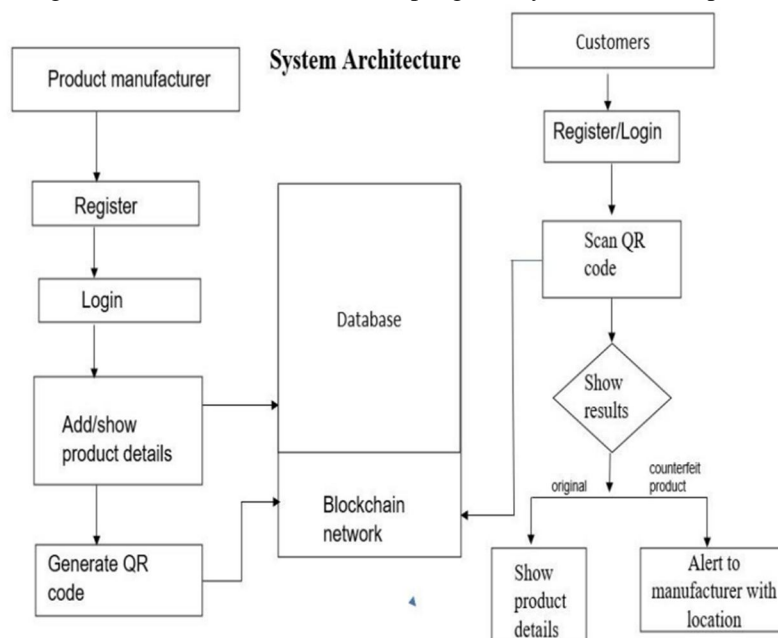 System Architecture
Product manufacturer
Register
Login
Add/show
product details
Generate QR
code
Database
Blockchain
network
Customers
Register/Login
Scan QR
code
Show
results
original
counterfeit
product
Show
product
details
Alert to
manufacturer with
location